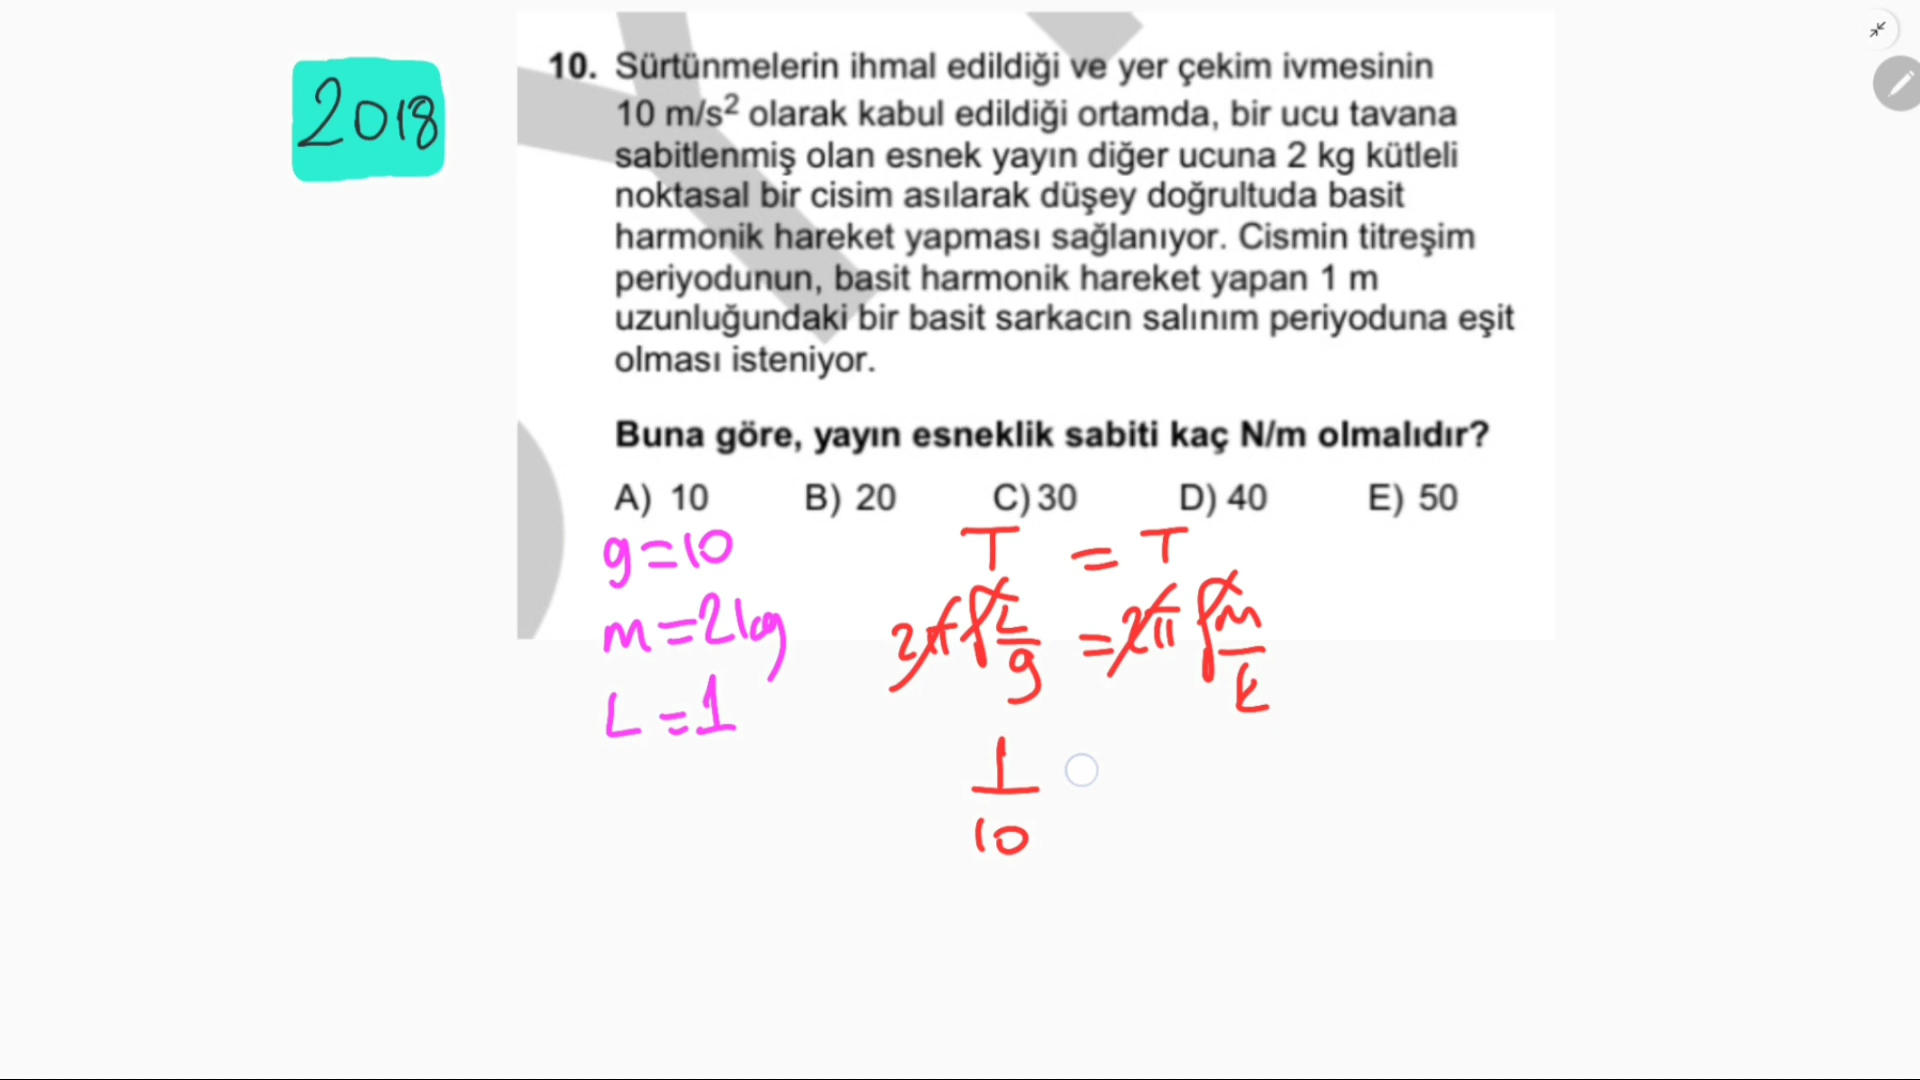 2018
10. Sürtünmelerin ihmal edildiği ve yer çekim ivmesinin
10 m/s² olarak kabul edildiği ortamda, bir ucu tavana
sabitlenmiş olan esnek yayın diğer ucuna 2 kg kütleli
noktasal bir cisim asılarak düşey doğrultuda basit
harmonik hareket yapması sağlanıyor. Cismin titreşim
periyodunun, basit harmonik hareket yapan 1 m
uzunluğundaki bir basit sarkacın salınım periyoduna eşit
olması isteniyor.
Buna göre, yayın esneklik sabiti kaç N/m olmalıdır?
A) 10 B) 20 C) 30 D) 40 E) 50
g=10
m=2kg
L=1
T = T
2π√(L/g) = 2π√(m/k)
1/10